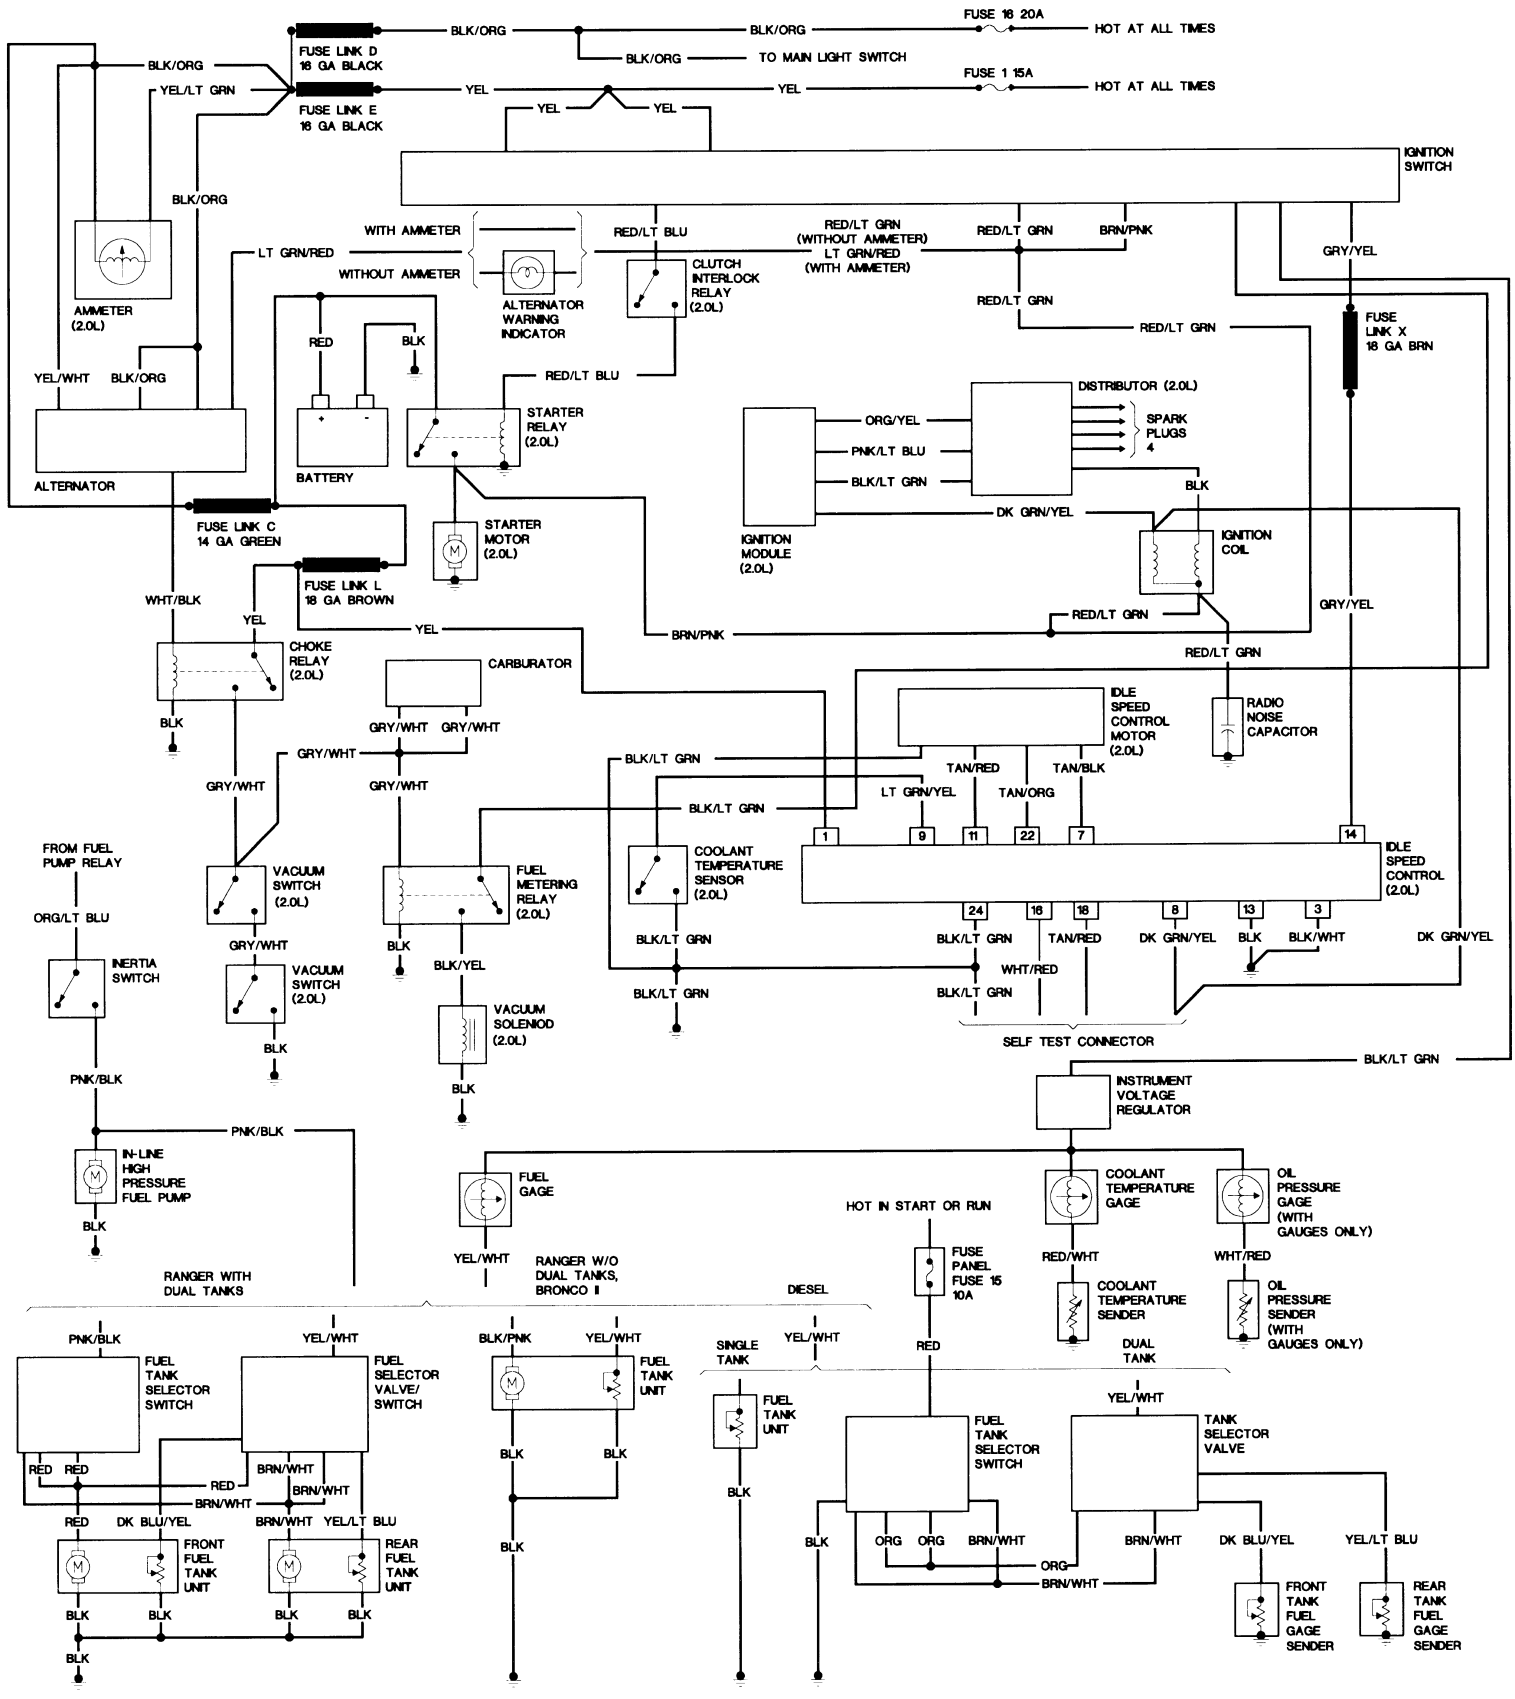 BLK/ORG
BLK/ORG
FUSE 16 20A
HOT AT ALL TIMES
FUSE LINK D
16 GA BLACK
BLK/ORG
TO MAIN LIGHT SWITCH
BLK/ORG
YEL/LT GRN
YEL
YEL
FUSE 1 15A
HOT AT ALL TIMES
FUSE LINK E
16 GA BLACK
YEL
YEL
IGNITION
SWITCH
BLK/ORG
AMMETER
(2.0L)
LT GRN/RED
WITH AMMETER
WITHOUT AMMETER
ALTERNATOR
WARNING
INDICATOR
RED/LT BLU
CLUTCH
INTERLOCK
RELAY
(2.0L)
RED/LT GRN
(WITHOUT AMMETER)
LT GRN/RED
(WITH AMMETER)
RED/LT GRN
BRN/PNK
GRY/YEL
RED/LT GRN
RED/LT GRN
FUSE
LINK X
18 GA BRN
RED
BLK
YEL/WHT
BLK/ORG
RED/LT BLU
ALTERNATOR
+
-
BATTERY
STARTER
RELAY
(2.0L)
DISTRIBUTOR (2.0L)
SPARK
PLUGS
4
ORG/YEL
PNK/LT BLU
BLK/LT GRN
DK GRN/YEL
BLK
IGNITION
MODULE
(2.0L)
IGNITION
COIL
FUSE LINK C
14 GA GREEN
M
STARTER
MOTOR
(2.0L)
FUSE LINK L
18 GA BROWN
WHT/BLK
YEL
YEL
BRN/PNK
RED/LT GRN
GRY/YEL
RED/LT GRN
CHOKE
RELAY
(2.0L)
CARBURATOR
BLK
GRY/WHT
GRY/WHT
GRY/WHT
GRY/WHT
GRY/WHT
IDLE
SPEED
CONTROL
MOTOR
(2.0L)
RADIO
NOISE
CAPACITOR
BLK/LT GRN
TAN/RED
TAN/BLK
LT GRN/YEL
TAN/ORG
BLK/LT GRN
1
9
11
22
7
14
IDLE
SPEED
CONTROL
(2.0L)
FROM FUEL
PUMP RELAY
ORG/LT BLU
VACUUM
SWITCH
(2.0L)
FUEL
METERING
RELAY
(2.0L)
COOLANT
TEMPERATURE
SENSOR
(2.0L)
24
16
18
8
13
3
GRY/WHT
BLK
BLK/YEL
BLK/LT GRN
BLK/LT GRN
BLK/LT GRN
WHT/RED
TAN/RED
DK GRN/YEL
BLK
BLK/WHT
DK GRN/YEL
BLK/LT GRN
SELF TEST CONNECTOR
INERTIA
SWITCH
VACUUM
SWITCH
(2.0L)
BLK
VACUUM
SOLENIOD
(2.0L)
BLK
PNK/BLK
PNK/BLK
BLK/LT GRN
INSTRUMENT
VOLTAGE
REGULATOR
M
IN-LINE
HIGH
PRESSURE
FUEL PUMP
BLK
FUEL
GAGE
YEL/WHT
COOLANT
TEMPERATURE
GAGE
OIL
PRESSURE
GAGE
(WITH
GAUGES ONLY)
HOT IN START OR RUN
FUSE
PANEL
FUSE 15
10A
RED/WHT
WHT/RED
COOLANT
TEMPERATURE
SENDER
OIL
PRESSURE
SENDER
(WITH
GAUGES ONLY)
RANGER WITH
DUAL TANKS
RANGER W/O
DUAL TANKS,
BRONCO II
DIESEL
PNK/BLK
YEL/WHT
BLK/PNK
YEL/WHT
YEL/WHT
SINGLE
TANK
RED
DUAL
TANK
FUEL
TANK
SELECTOR
SWITCH
FUEL
SELECTOR
VALVE/
SWITCH
M
FUEL
TANK
UNIT
FUEL
TANK
UNIT
YEL/WHT
FUEL
TANK
SELECTOR
SWITCH
TANK
SELECTOR
VALVE
RED
RED
RED
BRN/WHT
BRN/WHT
BRN/WHT
BLK
BLK
BLK
RED
DK BLU/YEL
BRN/WHT
YEL/LT BLU
BLK
BLK
ORG
ORG
BRN/WHT
ORG
BRN/WHT
BRN/WHT
DK BLU/YEL
YEL/LT BLU
M
FRONT
FUEL
TANK
UNIT
M
REAR
FUEL
TANK
UNIT
BLK
BLK
BLK
BLK
BLK
FRONT
TANK
FUEL
GAGE
SENDER
REAR
TANK
FUEL
GAGE
SENDER